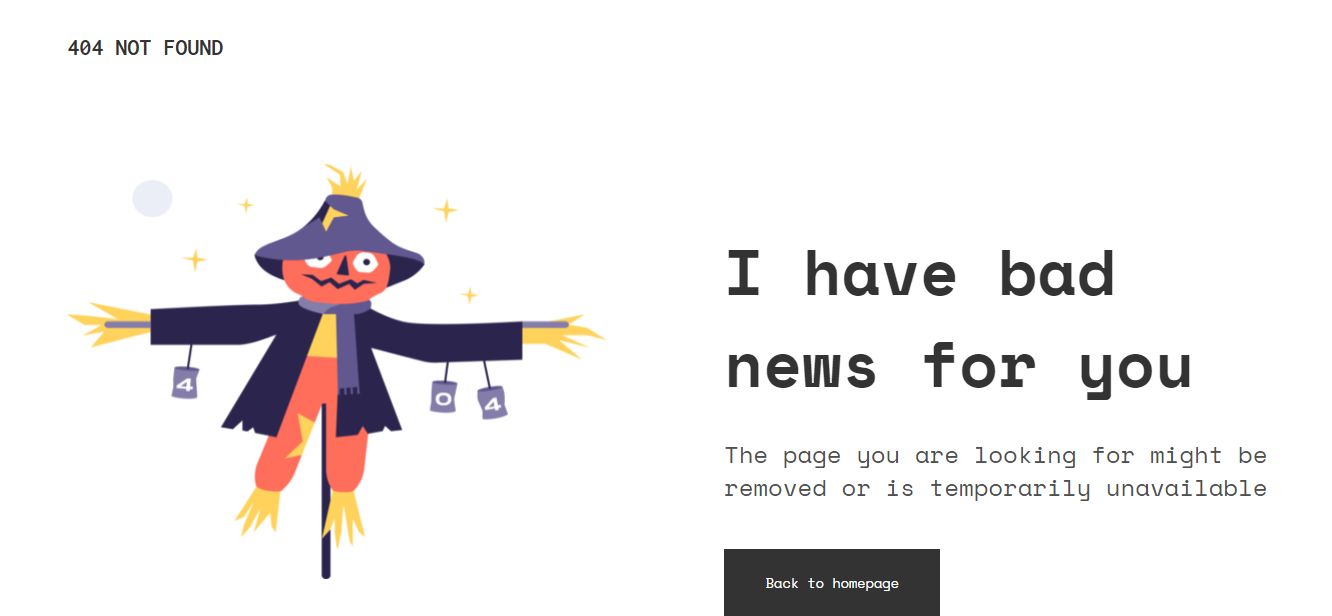 404 NOT FOUND
4
0
4
I have bad
news for you
The page you are looking for might be
removed or is temporarily unavailable
Back to homepage